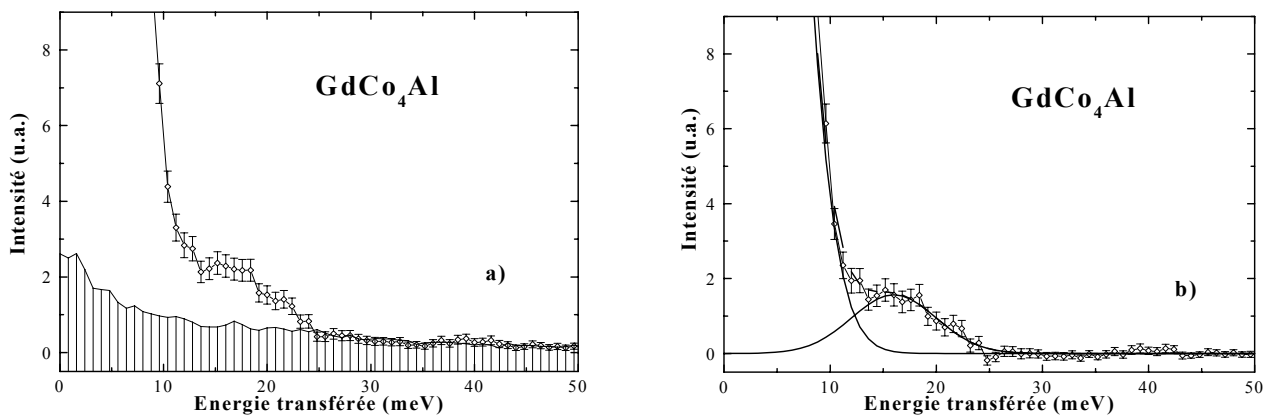 8
6
4
2
0
Intensité (u.a.)
GdCo₄Al
a)
0 10 20 30 40 50
Energie transférée (meV)
8
6
4
2
0
Intensité (u.a.)
GdCo₄Al
b)
0 10 20 30 40 50
Energie transférée (meV)